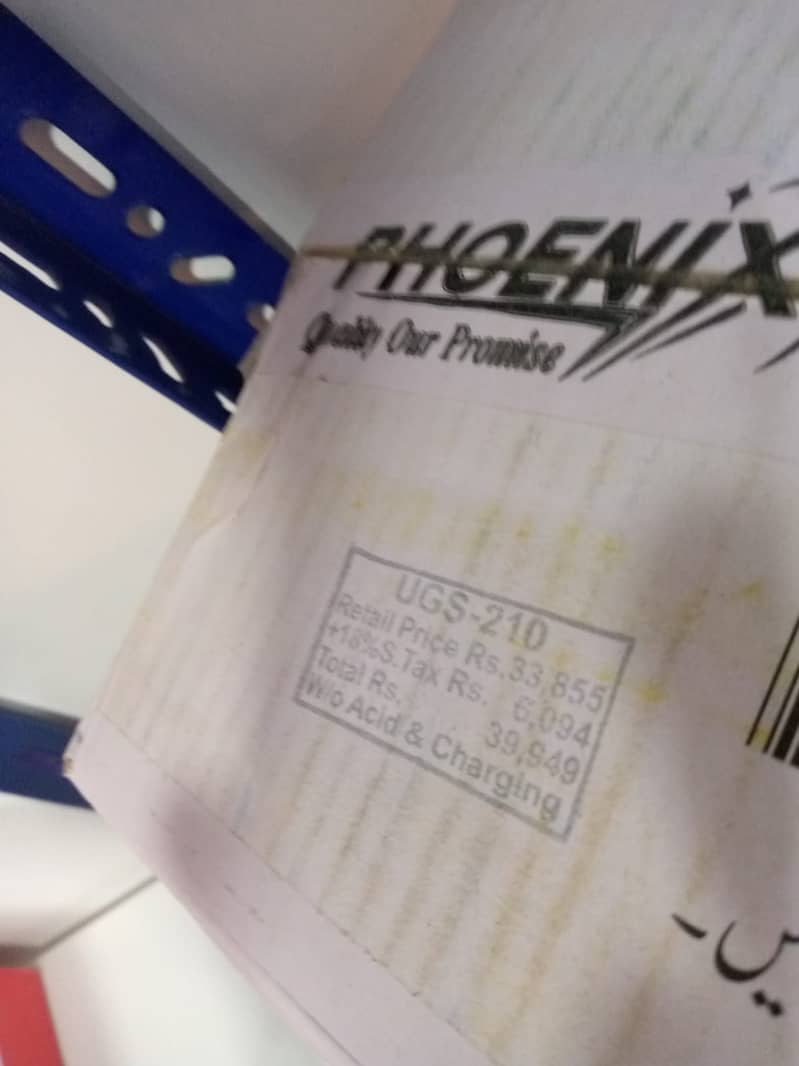 PHOENIX
Quality Our Promise
UGS-210
Retail Price Rs. 33,855
+18%S.Tax Rs. 6,094
Total Rs. 39,949
W/o Acid & Charging